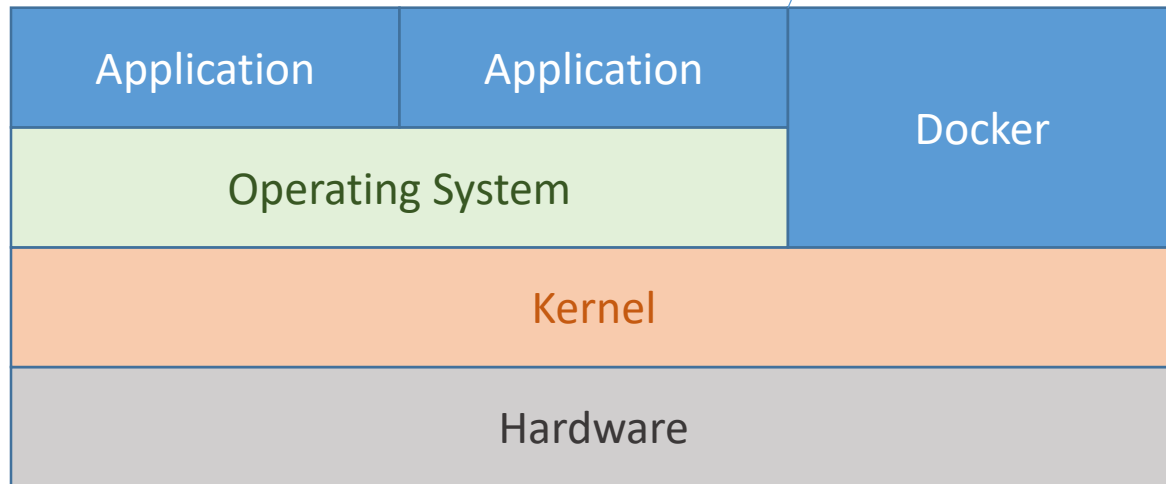 Application
Application
Docker
Operating System
Kernel
Hardware